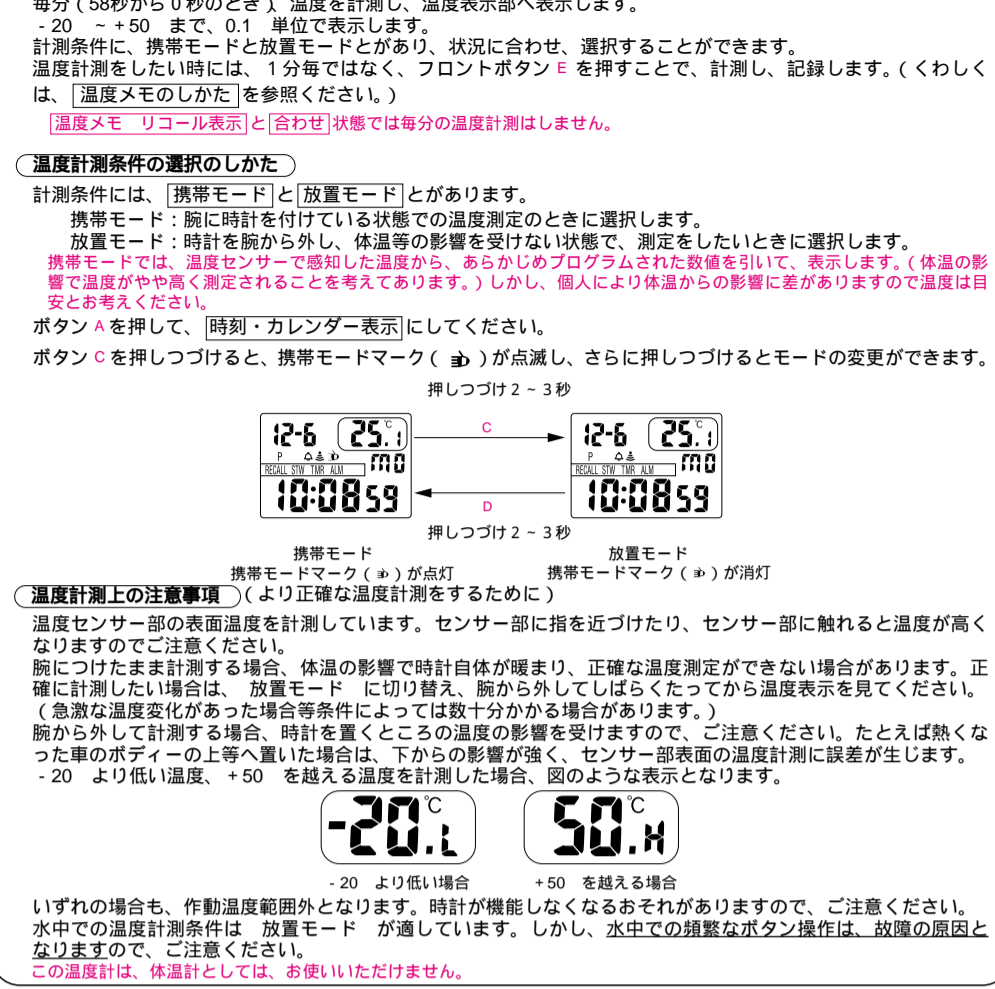 毎分（58秒から０秒のとき）、温度を計測し、温度表示部へ表示します。
- 20 ~ + 50 まで、0.1 単位で表示します。
計測条件に、携帯モードと放置モードとがあり、状況に合わせ、選択することができます。
温度計測をしたい時には、１分毎ではなく、フロントボタン E を押すことで、計測し、記録します。（くわしく
は、 温度メモのしかた を参照ください。）
温度メモ リコール表示 と 合わせ 状態では毎分の温度計測はしません。
温度計測条件の選択のしかた
計測条件には、 携帯モード と 放置モード とがあります。
携帯モード：腕に時計を付けている状態での温度測定のときに選択します。
放置モード：時計を腕から外し、体温等の影響を受けない状態で、測定をしたいときに選択します。
携帯モードでは、温度センサーで感知した温度から、あらかじめプログラムされた数値を引いて、表示します。（体温の影
響で温度がやや高く測定されることを考えてあります。）しかし、個人により体温からの影響に差がありますので温度は目
安とお考えください。
ボタン A を押して、 時刻・カレンダー表示 にしてください。
ボタン C を押しつづけると、携帯モードマーク（ ）が点滅し、さらに押しつづけるとモードの変更ができます。
押しつづけ２～３秒
12-6 25.1 ℃
P
RECALL STW TMR ALM MO
10:08 59
C
D
12-6 25.1 ℃
P
RECALL STW TMR ALM MO
10:08 59
押しつづけ２～３秒
携帯モード
携帯モードマーク（ ）が点灯
放置モード
携帯モードマーク（ ）が消灯
温度計測上の注意事項 （より正確な温度計測をするために）
温度センサー部の表面温度を計測しています。センサー部に指を近づけたり、センサー部に触れると温度が高く
なりますのでご注意ください。
腕につけたまま計測する場合、体温の影響で時計自体が暖まり、正確な温度測定ができない場合があります。正
確に計測したい場合は、 放置モード に切り替え、腕から外してしばらくたってから温度表示を見てください。
（急激な温度変化があった場合等条件によっては数十分かかる場合があります。）
腕から外して計測する場合、時計を置くところの温度の影響を受けますので、ご注意ください。たとえば熱くな
った車のボディーの上等へ置いた場合は、下からの影響が強く、センサー部表面の温度計測に誤差が生じます。
- 20 より低い温度、+ 50 を越える温度を計測した場合、図のような表示となります。
-20.L ℃
50.H ℃
- 20 より低い場合
+ 50 を越える場合
いずれの場合も、作動温度範囲外となります。時計が機能しなくなるおそれがありますので、ご注意ください。
水中での温度計測条件は 放置モード が適しています。しかし、水中での頻繁なボタン操作は、故障の原因と
なりますので、ご注意ください。
この温度計は、体温計としては、お使いいただけません。